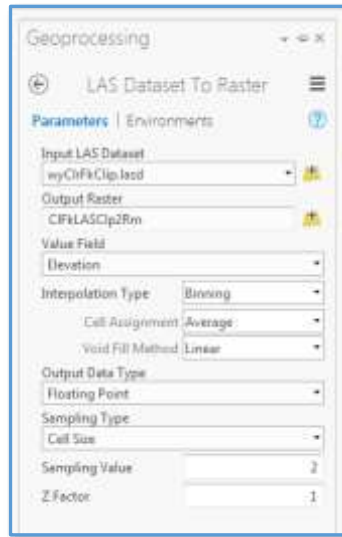 Geoprocessing
LAS Dataset To Raster
Parameters | Environments
Input LAS Dataset
wyClrFkClip.lasd
Output Raster
ClFkLASClp2Rm
Value Field
Elevation
Interpolation Type Binning
Cell Assignment Average
Void Fill Method Linear
Output Data Type
Floating Point
Sampling Type
Cell Size
Sampling Value 2
Z Factor 1